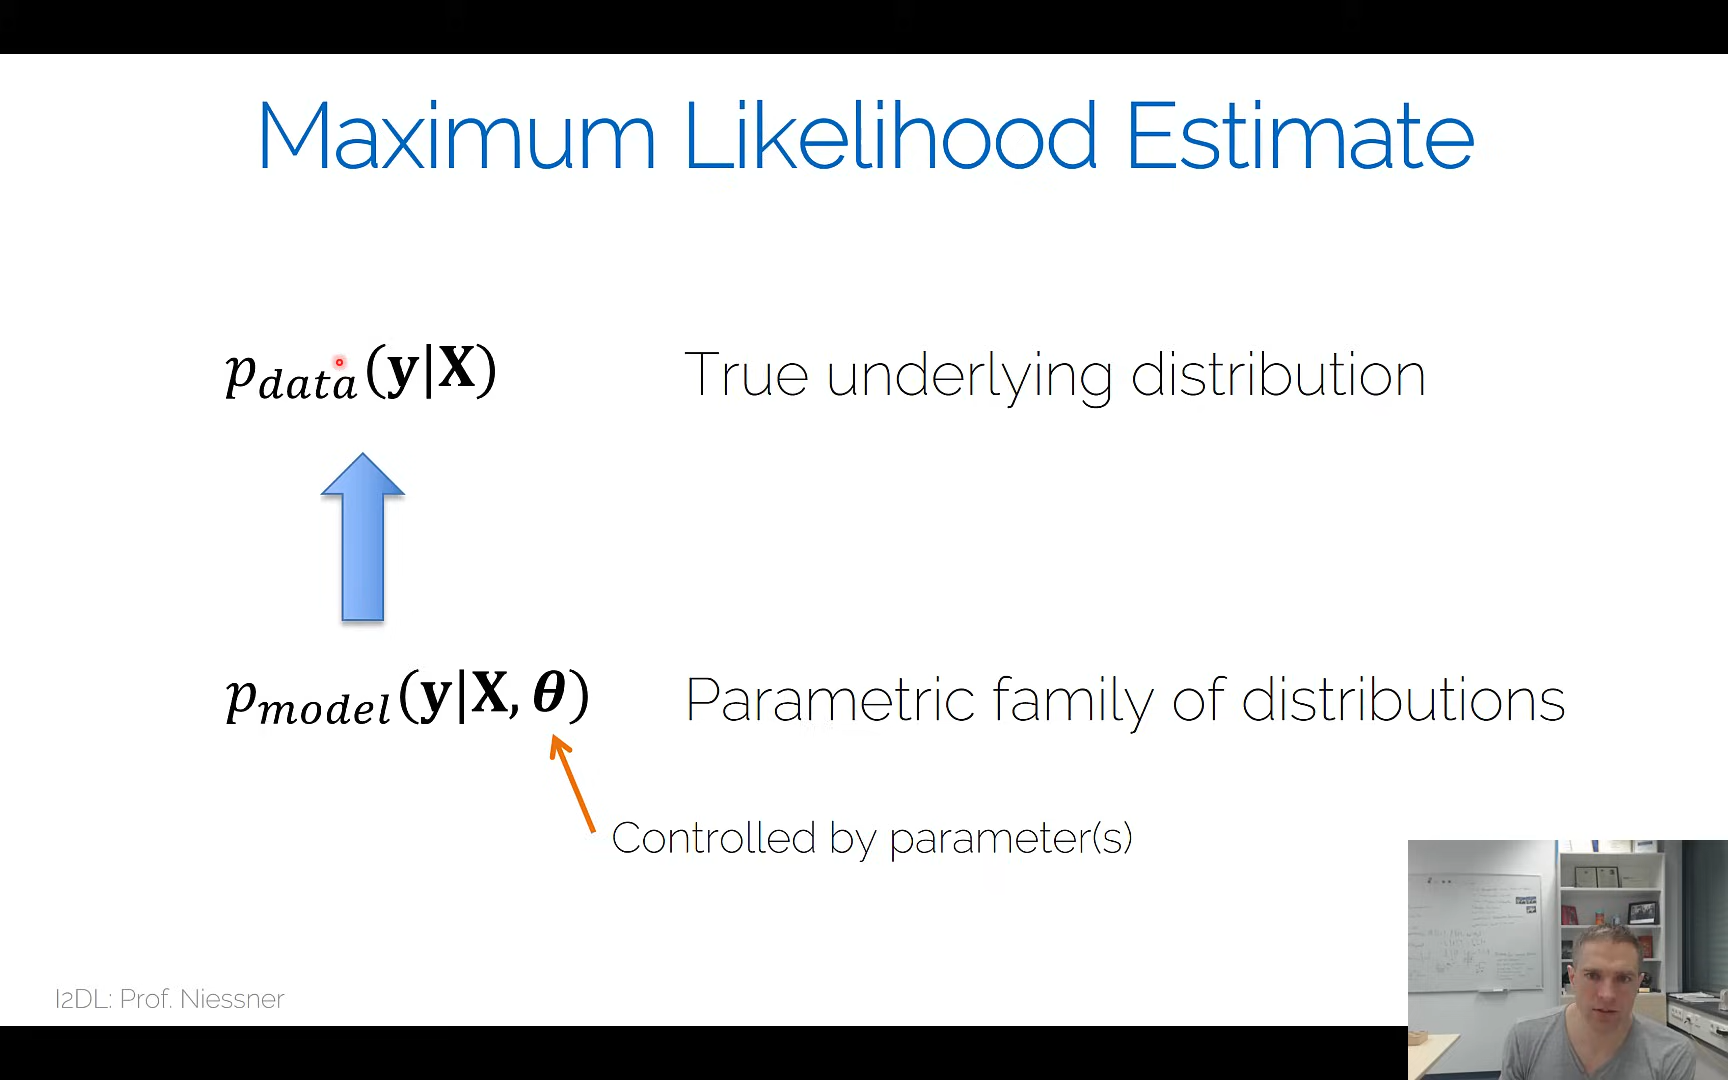 Maximum Likelihood Estimate
p_data(y|X) True underlying distribution
p_model(y|X, θ) Parametric family of distributions
Controlled by parameter(s)
I2DL: Prof. Niessner